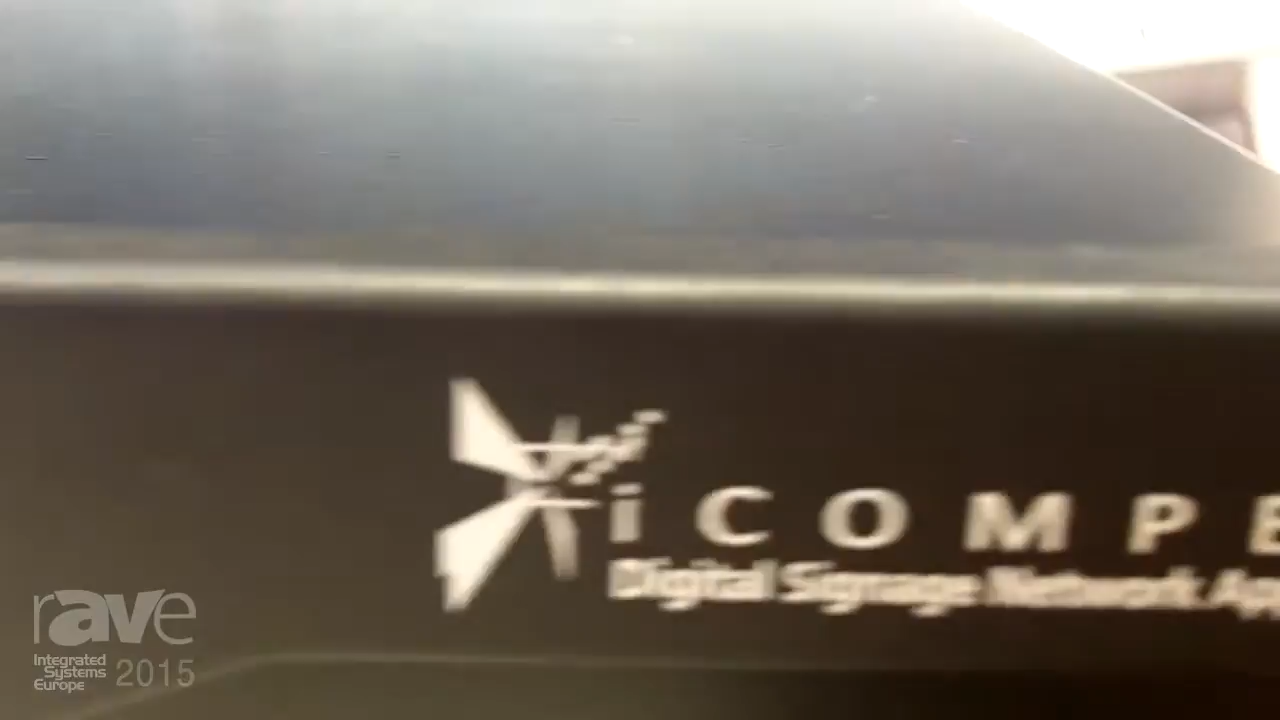 iCOMPE
Digital Signage Network Ap
rave
Integrated
Systems
Europe
2015